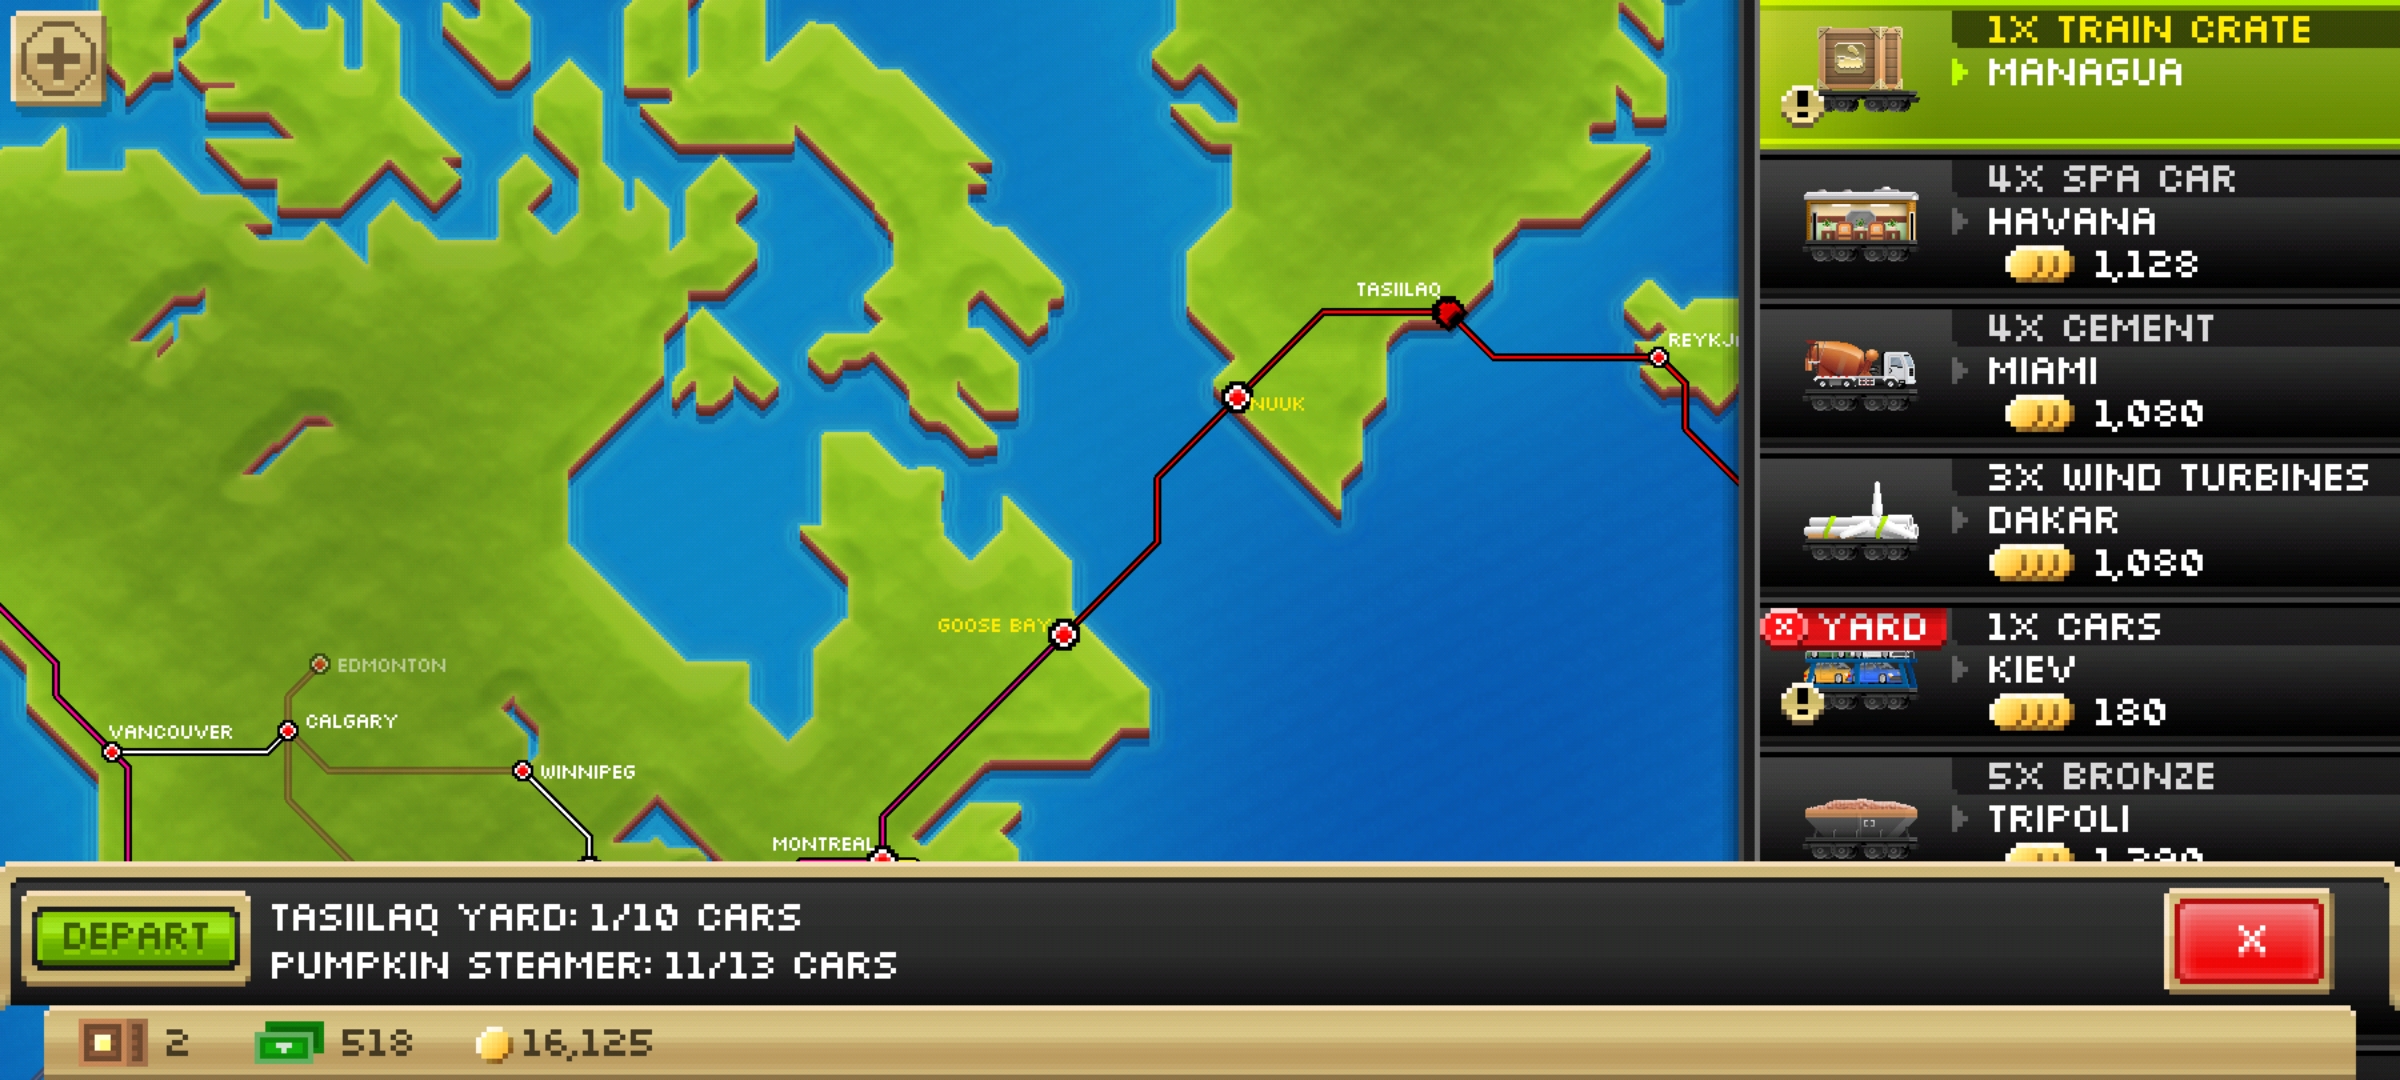 1X TRAIN CRATE
MANAGUA
4X SPA CAR
HAVANA
1,128
4X CEMENT
MIAMI
1,080
3X WIND TURBINES
DAKAR
1,080
YARD
1X CARS
KIEV
180
5X BRONZE
TRIPOLI
TASIILAQ
REYKJ
NUUK
GOOSE BAY
EDMONTON
VANCOUVER
CALGARY
WINNIPEG
MONTREAL
DEPART
TASIILAQ YARD: 1/10 CARS
PUMPKIN STEAMER: 11/13 CARS
X
2
518
16,125